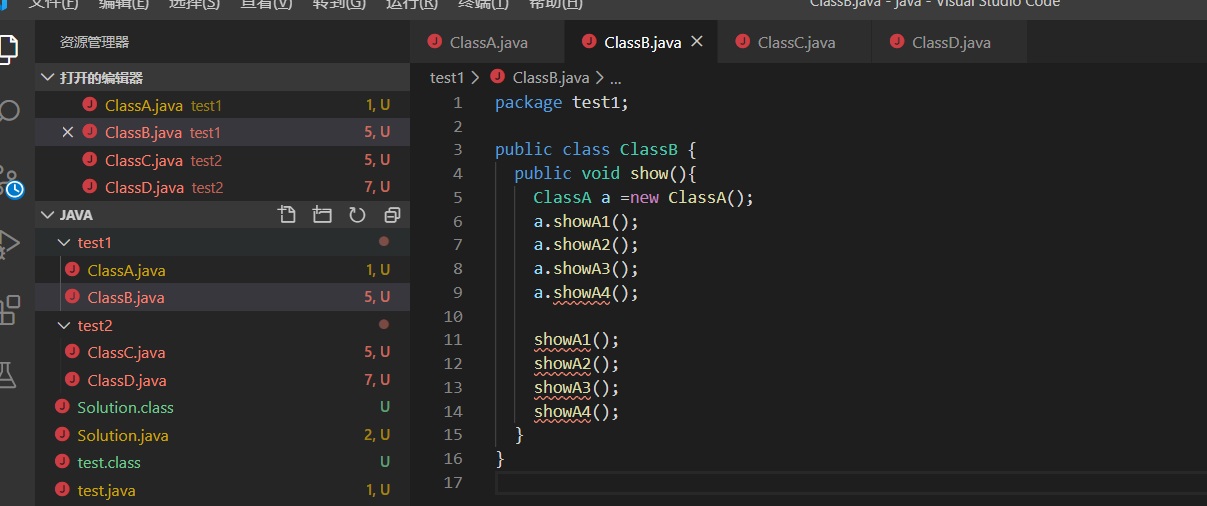 文件(F) 编辑(E) 选择(S) 查看(V) 转到(G) 运行(R) 终端(T) 帮助(H) ClassB.java - java - Visual Studio Code
资源管理器
打开的编辑器
ClassA.java test1 1, U
ClassB.java test1 5, U
ClassC.java test2 5, U
ClassD.java test2 7, U
JAVA
test1
ClassA.java 1, U
ClassB.java 5, U
test2
ClassC.java 5, U
ClassD.java 7, U
Solution.class U
Solution.java 2, U
test.class U
test.java 1, U
ClassA.java ClassB.java ClassC.java ClassD.java
test1 > ClassB.java > ...
1 package test1;
2
3 public class ClassB {
4 public void show(){
5 ClassA a =new ClassA();
6 a.showA1();
7 a.showA2();
8 a.showA3();
9 a.showA4();
10
11 showA1();
12 showA2();
13 showA3();
14 showA4();
15 }
16 }
17